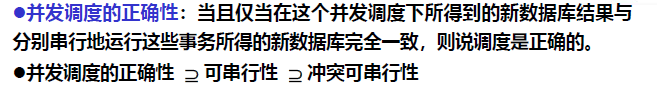 ●并发调度的正确性：当且仅当在这个并发调度下所得到的新数据库结果与
分别串行地运行这些事务所得的新数据库完全一致，则说调度是正确的。
●并发调度的正确性 ⊇ 可串行性 ⊇ 冲突可串行性